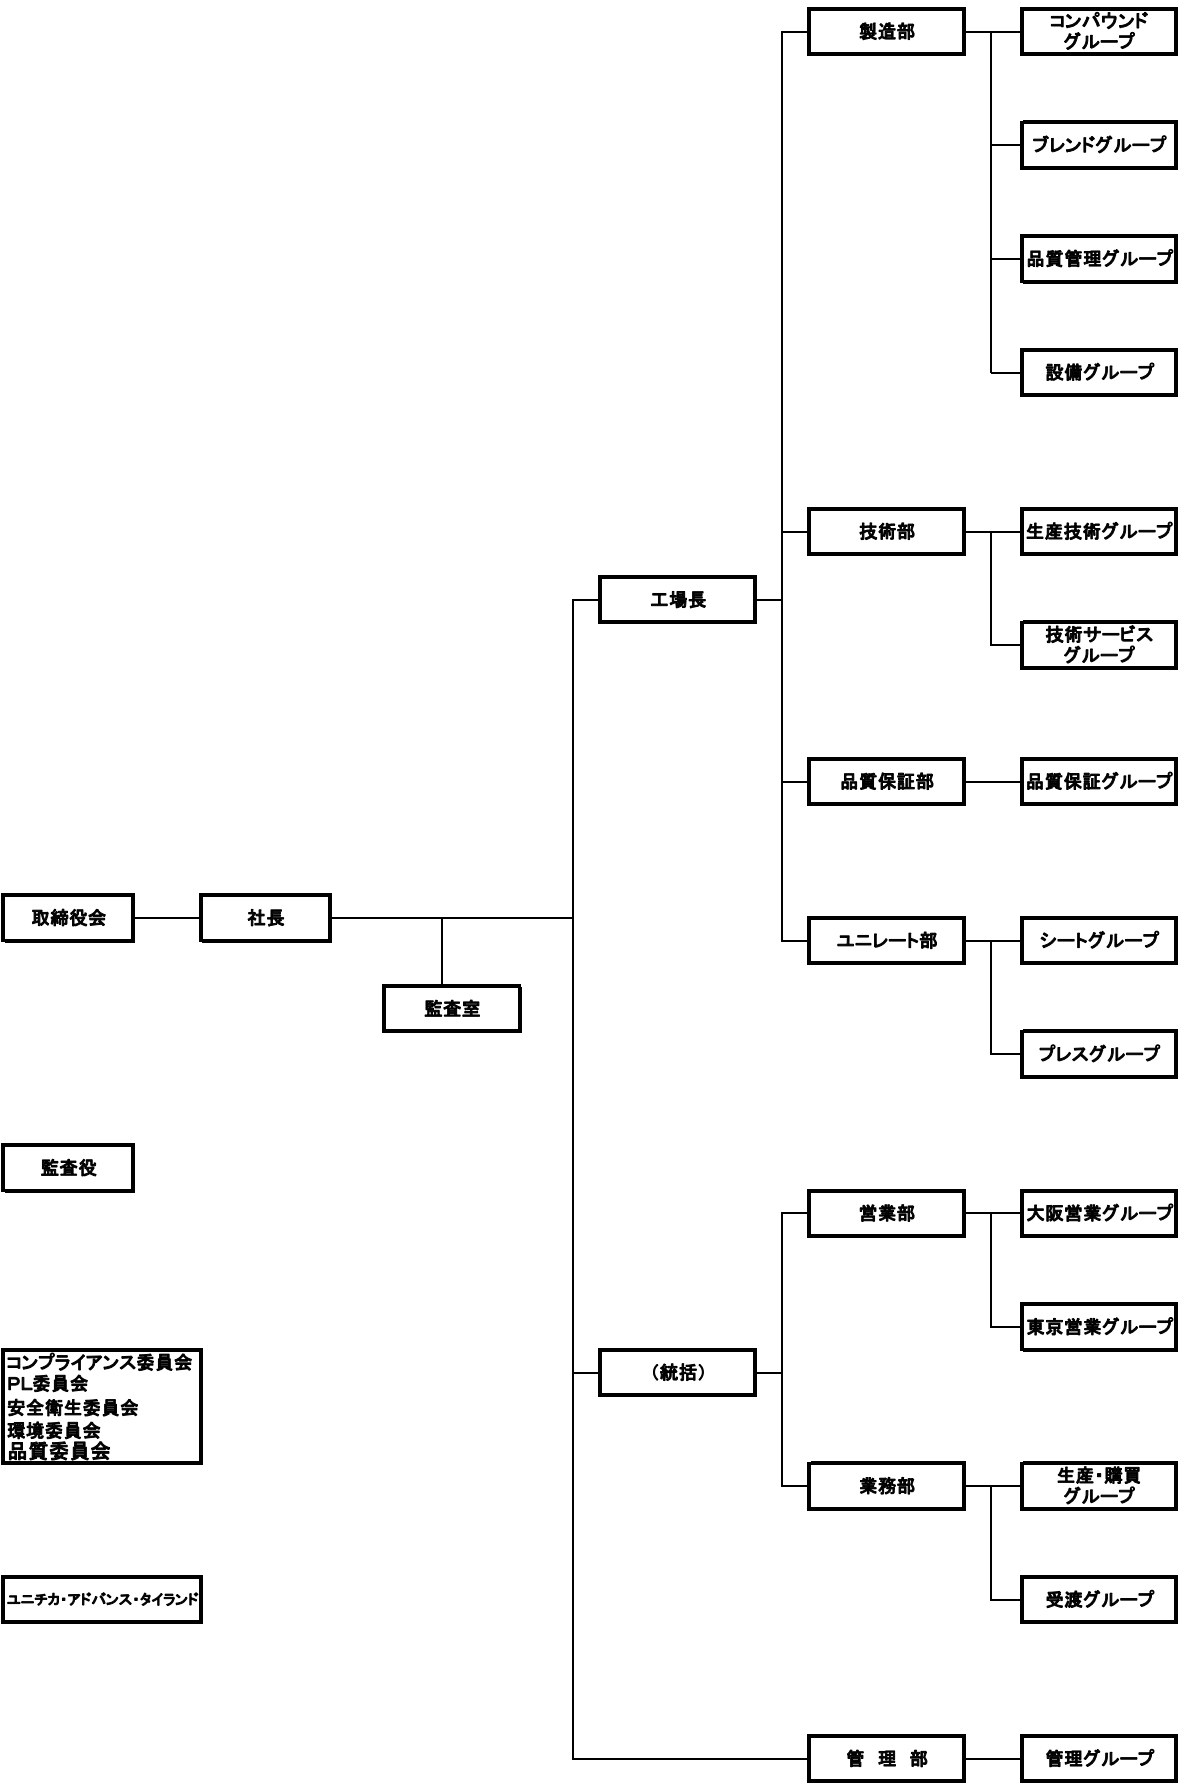 製造部
コンパウンド
グループ
ブレンドグループ
品質管理グループ
設備グループ
技術部
生産技術グループ
工場長
技術サービス
グループ
品質保証部
品質保証グループ
取締役会
社長
ユニレート部
シートグループ
監査室
プレスグループ
監査役
営業部
大阪営業グループ
東京営業グループ
コンプライアンス委員会
PL委員会
安全衛生委員会
環境委員会
品質委員会
(統括)
業務部
生産・購買
グループ
ユニチカ・アドバンス・タイランド
受渡グループ
管 理 部
管理グループ